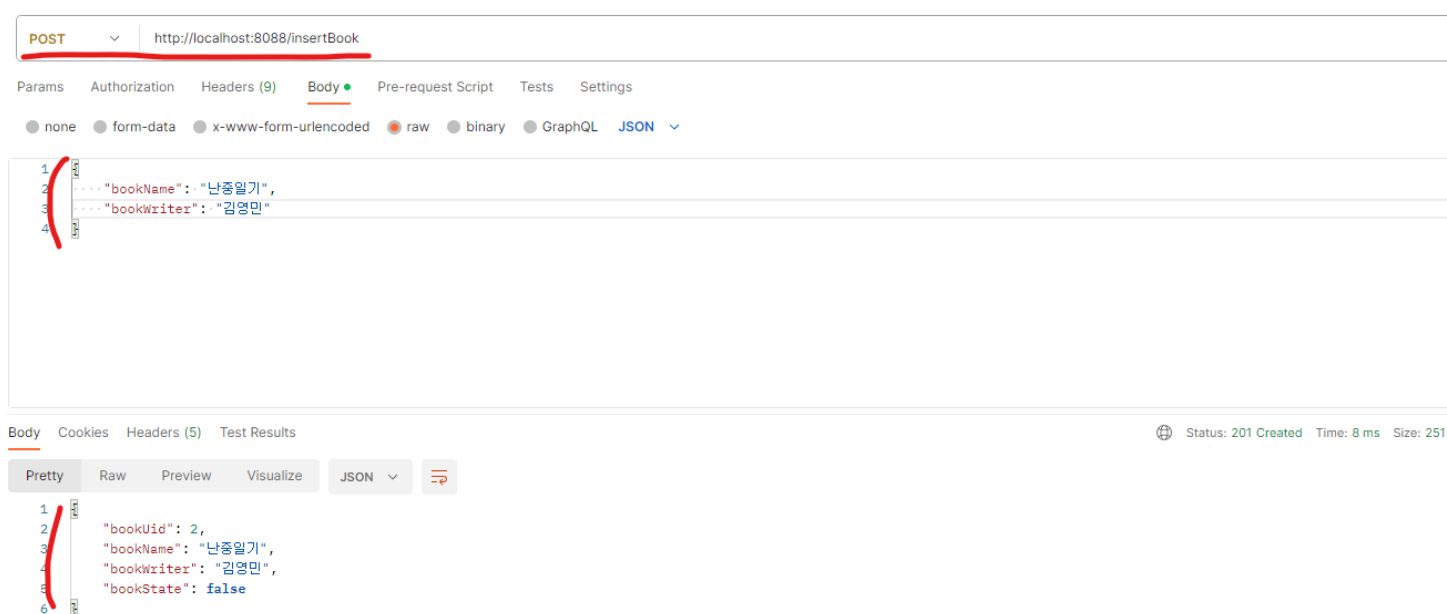 POST http://localhost:8088/insertBook
Params Authorization Headers (9) Body Pre-request Script Tests Settings
none form-data x-www-form-urlencoded raw binary GraphQL JSON
1 {
2 "bookName": "난중일기",
3 "bookWriter": "김영민"
4 }
Body Cookies Headers (5) Test Results Status: 201 Created Time: 8 ms Size: 251
Pretty Raw Preview Visualize JSON
1 {
2 "bookUid": 2,
3 "bookName": "난중일기",
4 "bookWriter": "김영민",
5 "bookState": false
6 }